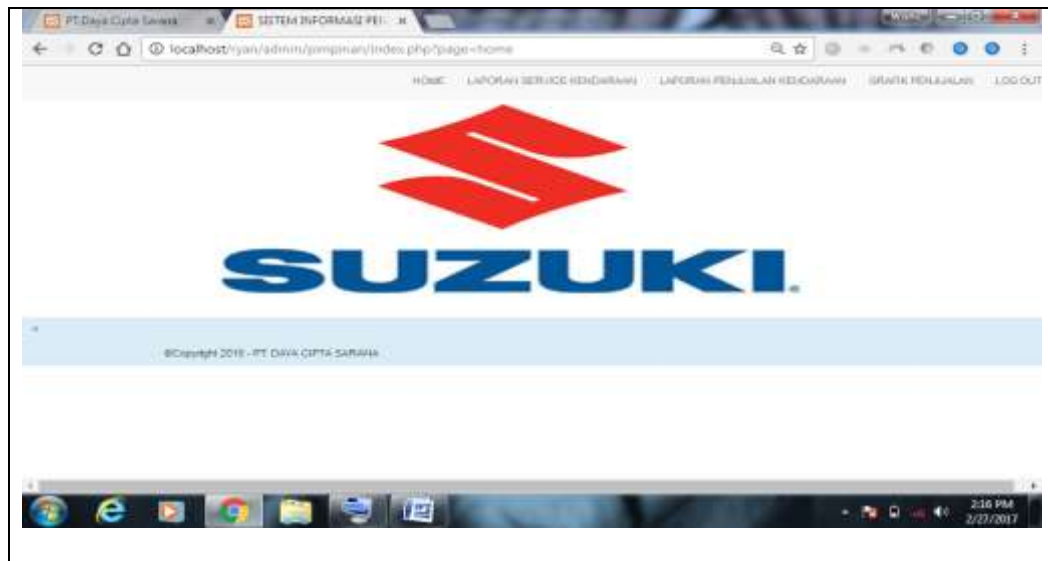 PT.Daya Cipta Sarana
SISTEM INFORMASI PE
localhost/ryan/admin/pimpinan/index.php?page=home
HOME LAPORAN SERVICE KENDARAAN LAPORAN PENJUALAN KENDARAAN GRAFIK PENJUALAN LOG OUT
SUZUKI
©Copyright 2016 - PT. DAYA CIPTA SARANA
2:16 PM
2/27/2017